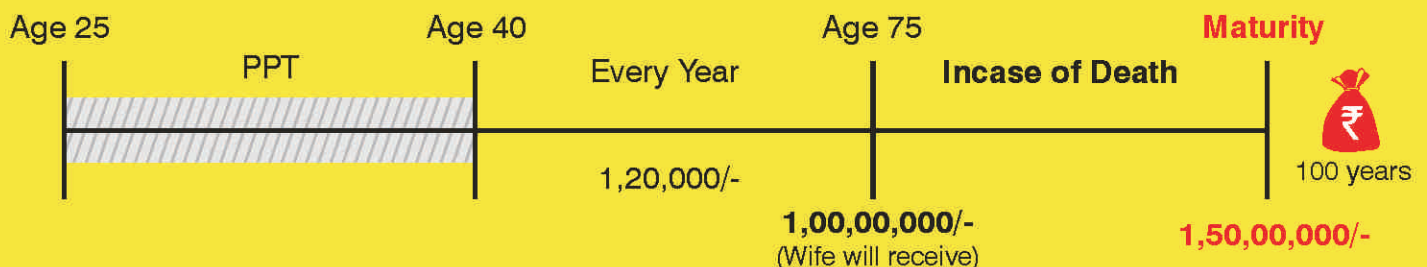 Age 25 Age 40 Age 75 Maturity
PPT Every Year Incase of Death
₹
100 years
1,20,000/-
1,00,00,000/- 1,50,00,000/-
(Wife will receive)